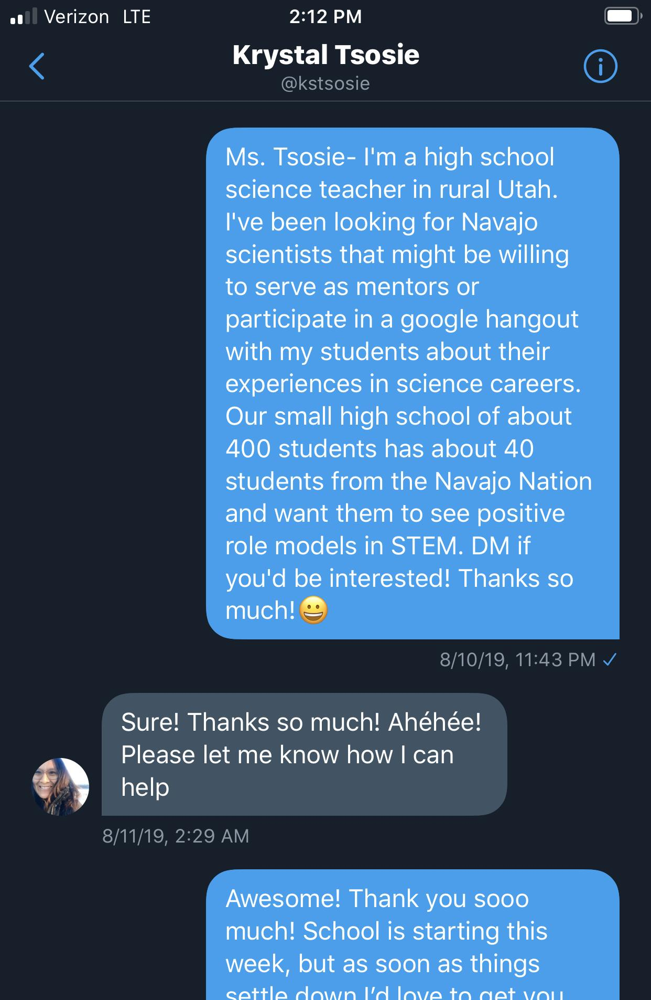 Verizon LTE 2:12 PM
Krystal Tsosie
@kstsosie
Ms. Tsosie- I'm a high school
science teacher in rural Utah.
I've been looking for Navajo
scientists that might be willing
to serve as mentors or
participate in a google hangout
with my students about their
experiences in science careers.
Our small high school of about
400 students has about 40
students from the Navajo Nation
and want them to see positive
role models in STEM. DM if
you'd be interested! Thanks so
much!😀
8/10/19, 11:43 PM ✓
Sure! Thanks so much! Ahéhée!
Please let me know how I can
help
8/11/19, 2:29 AM
Awesome! Thank you sooo
much! School is starting this
week, but as soon as things
settle down I’d love to get you